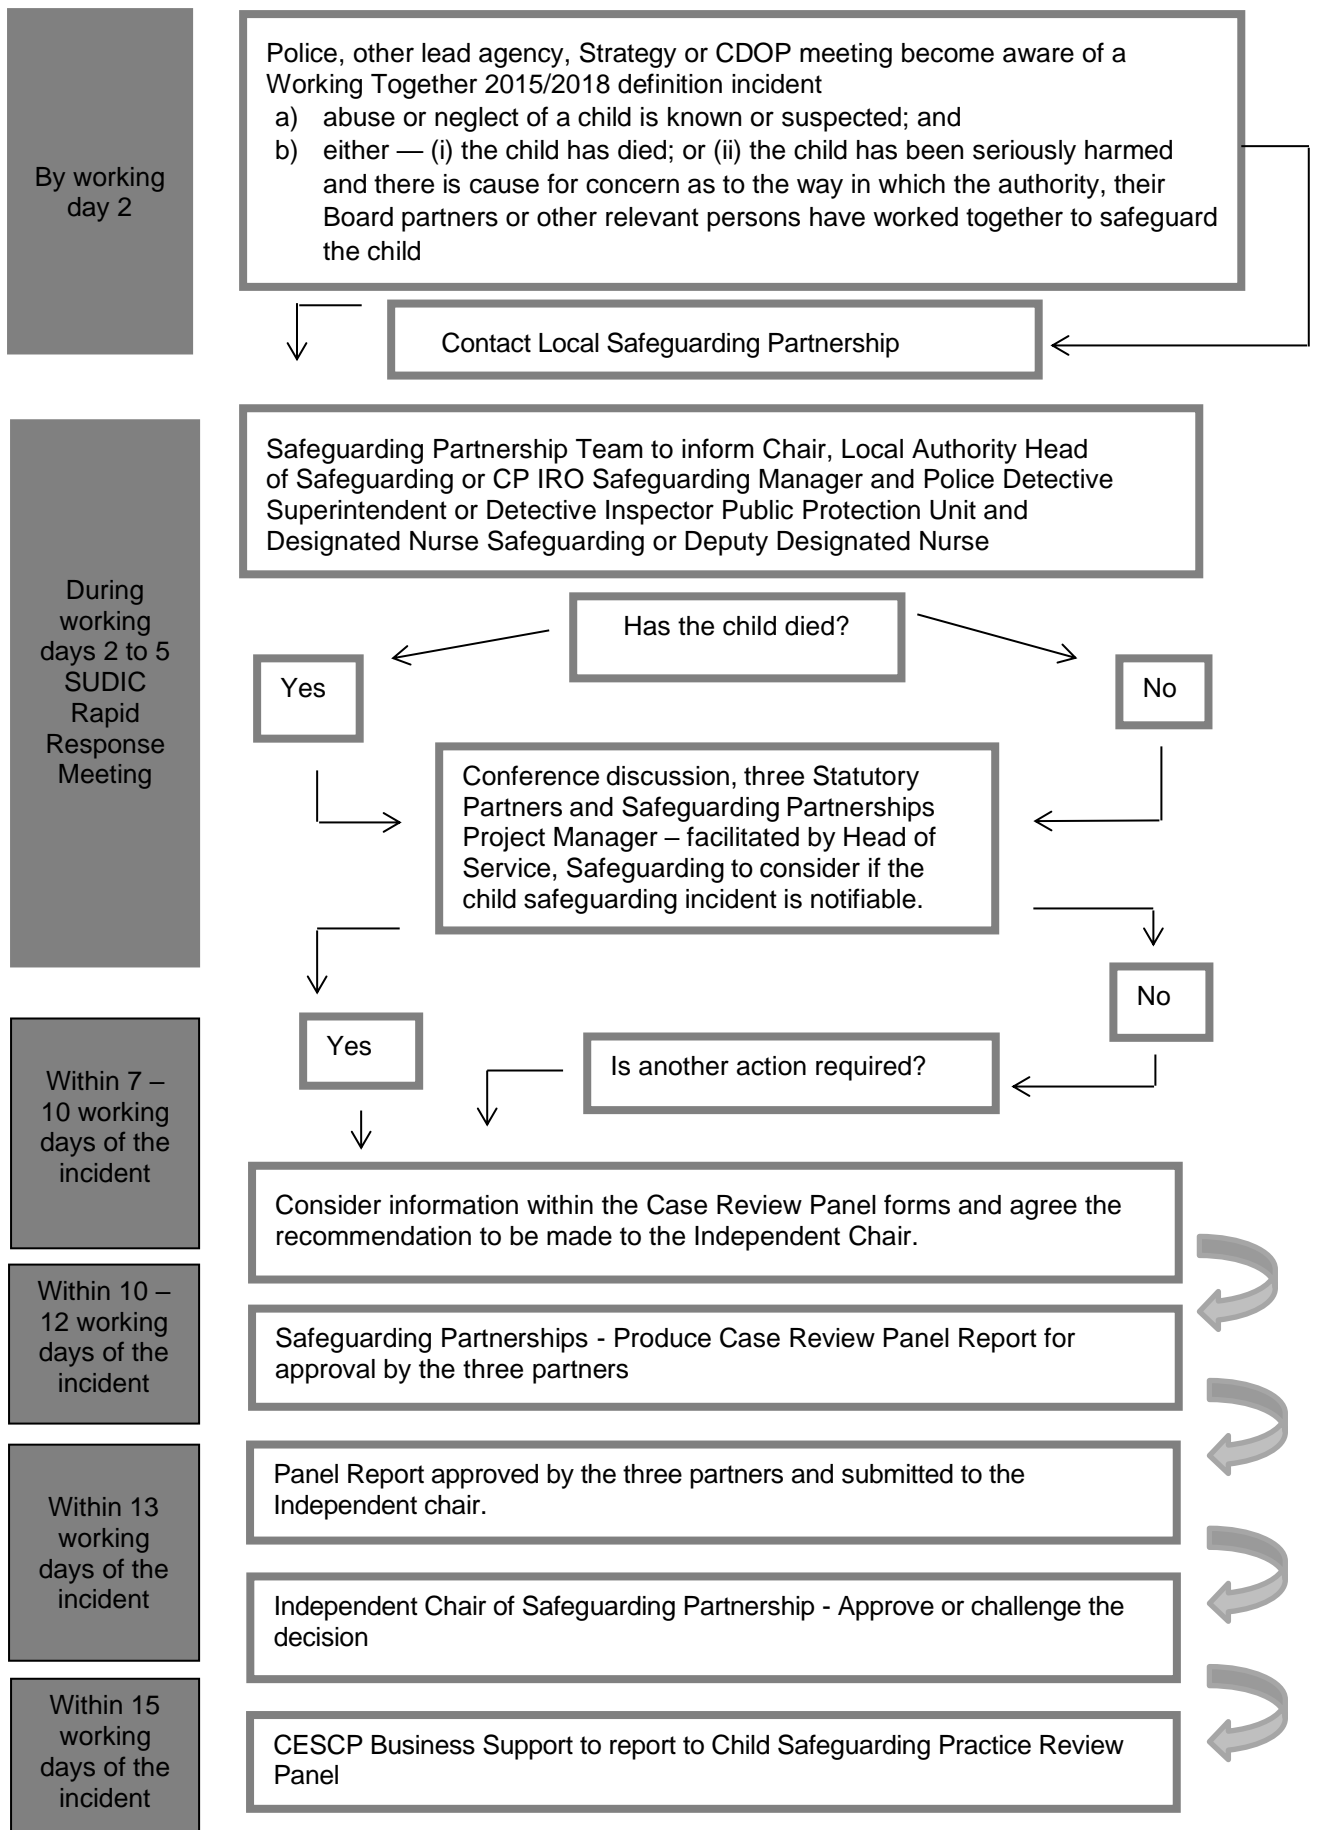 By working
day 2
Police, other lead agency, Strategy or CDOP meeting become aware of a
Working Together 2015/2018 definition incident
a) abuse or neglect of a child is known or suspected; and
b) either — (i) the child has died; or (ii) the child has been seriously harmed
and there is cause for concern as to the way in which the authority, their
Board partners or other relevant persons have worked together to safeguard
the child
Contact Local Safeguarding Partnership
During
working
days 2 to 5
SUDIC
Rapid
Response
Meeting
Safeguarding Partnership Team to inform Chair, Local Authority Head
of Safeguarding or CP IRO Safeguarding Manager and Police Detective
Superintendent or Detective Inspector Public Protection Unit and
Designated Nurse Safeguarding or Deputy Designated Nurse
Has the child died?
Yes
No
Conference discussion, three Statutory
Partners and Safeguarding Partnerships
Project Manager – facilitated by Head of
Service, Safeguarding to consider if the
child safeguarding incident is notifiable.
Yes
No
Is another action required?
Within 7 –
10 working
days of the
incident
Consider information within the Case Review Panel forms and agree the
recommendation to be made to the Independent Chair.
Within 10 –
12 working
days of the
incident
Safeguarding Partnerships - Produce Case Review Panel Report for
approval by the three partners
Within 13
working
days of the
incident
Panel Report approved by the three partners and submitted to the
Independent chair.
Independent Chair of Safeguarding Partnership - Approve or challenge the
decision
Within 15
working
days of the
incident
CESCP Business Support to report to Child Safeguarding Practice Review
Panel